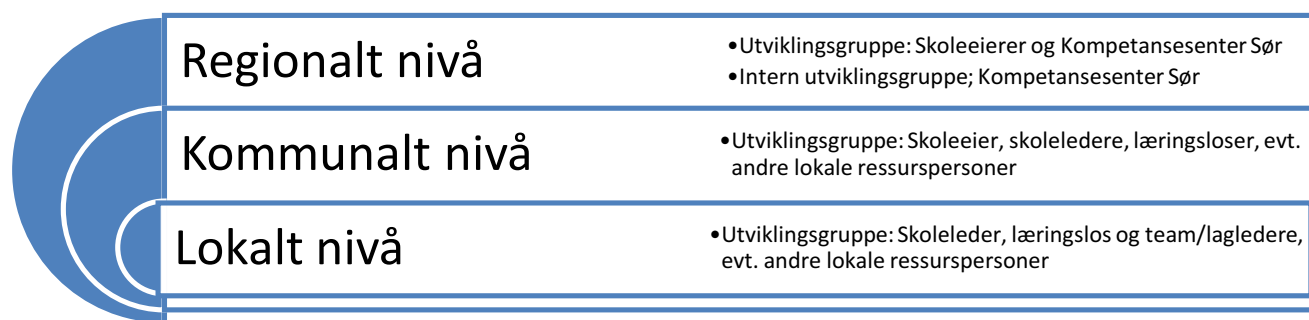 Regionalt nivå
•Utviklingsgruppe: Skoleeierer og Kompetansesenter Sør
•Intern utviklingsgruppe; Kompetansesenter Sør
Kommunalt nivå
•Utviklingsgruppe: Skoleeier, skoleledere, læringsloser, evt.
andre lokale ressurspersoner
Lokalt nivå
•Utviklingsgruppe: Skoleleder, læringslos og team/lagledere,
evt. andre lokale ressurspersoner